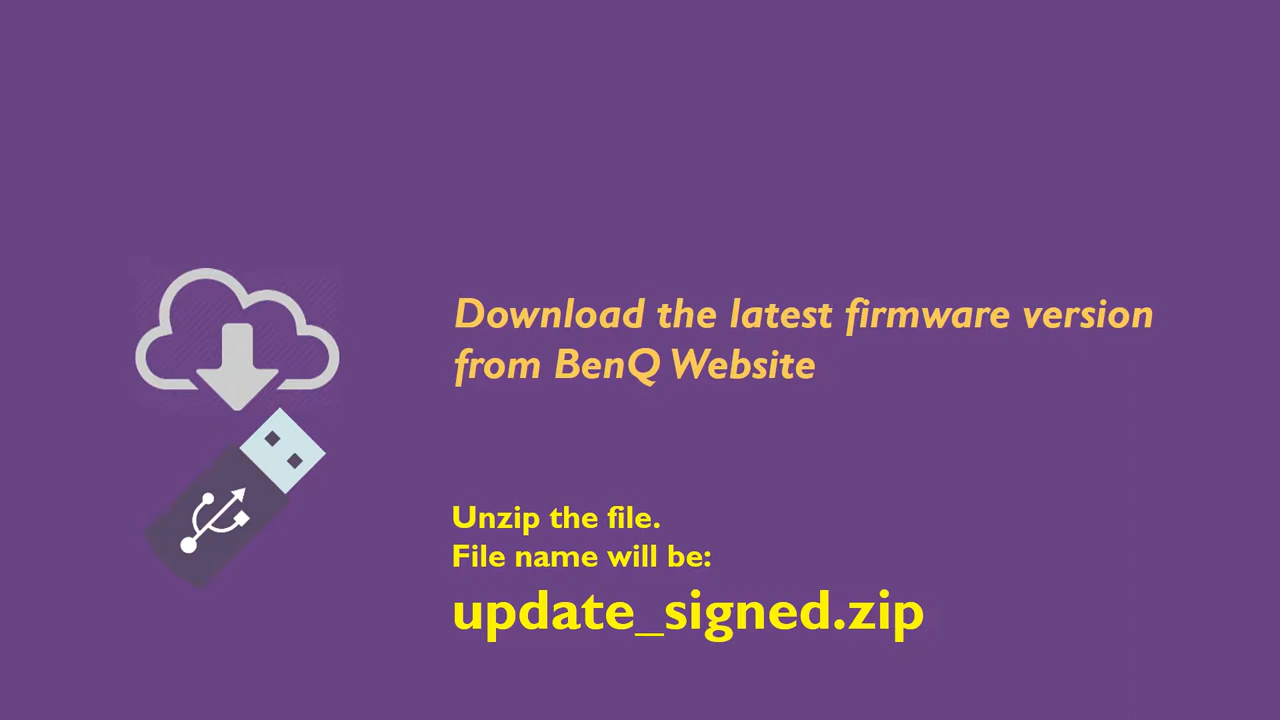 Download the latest firmware version
from BenQ Website
Unzip the file.
File name will be:
update_signed.zip